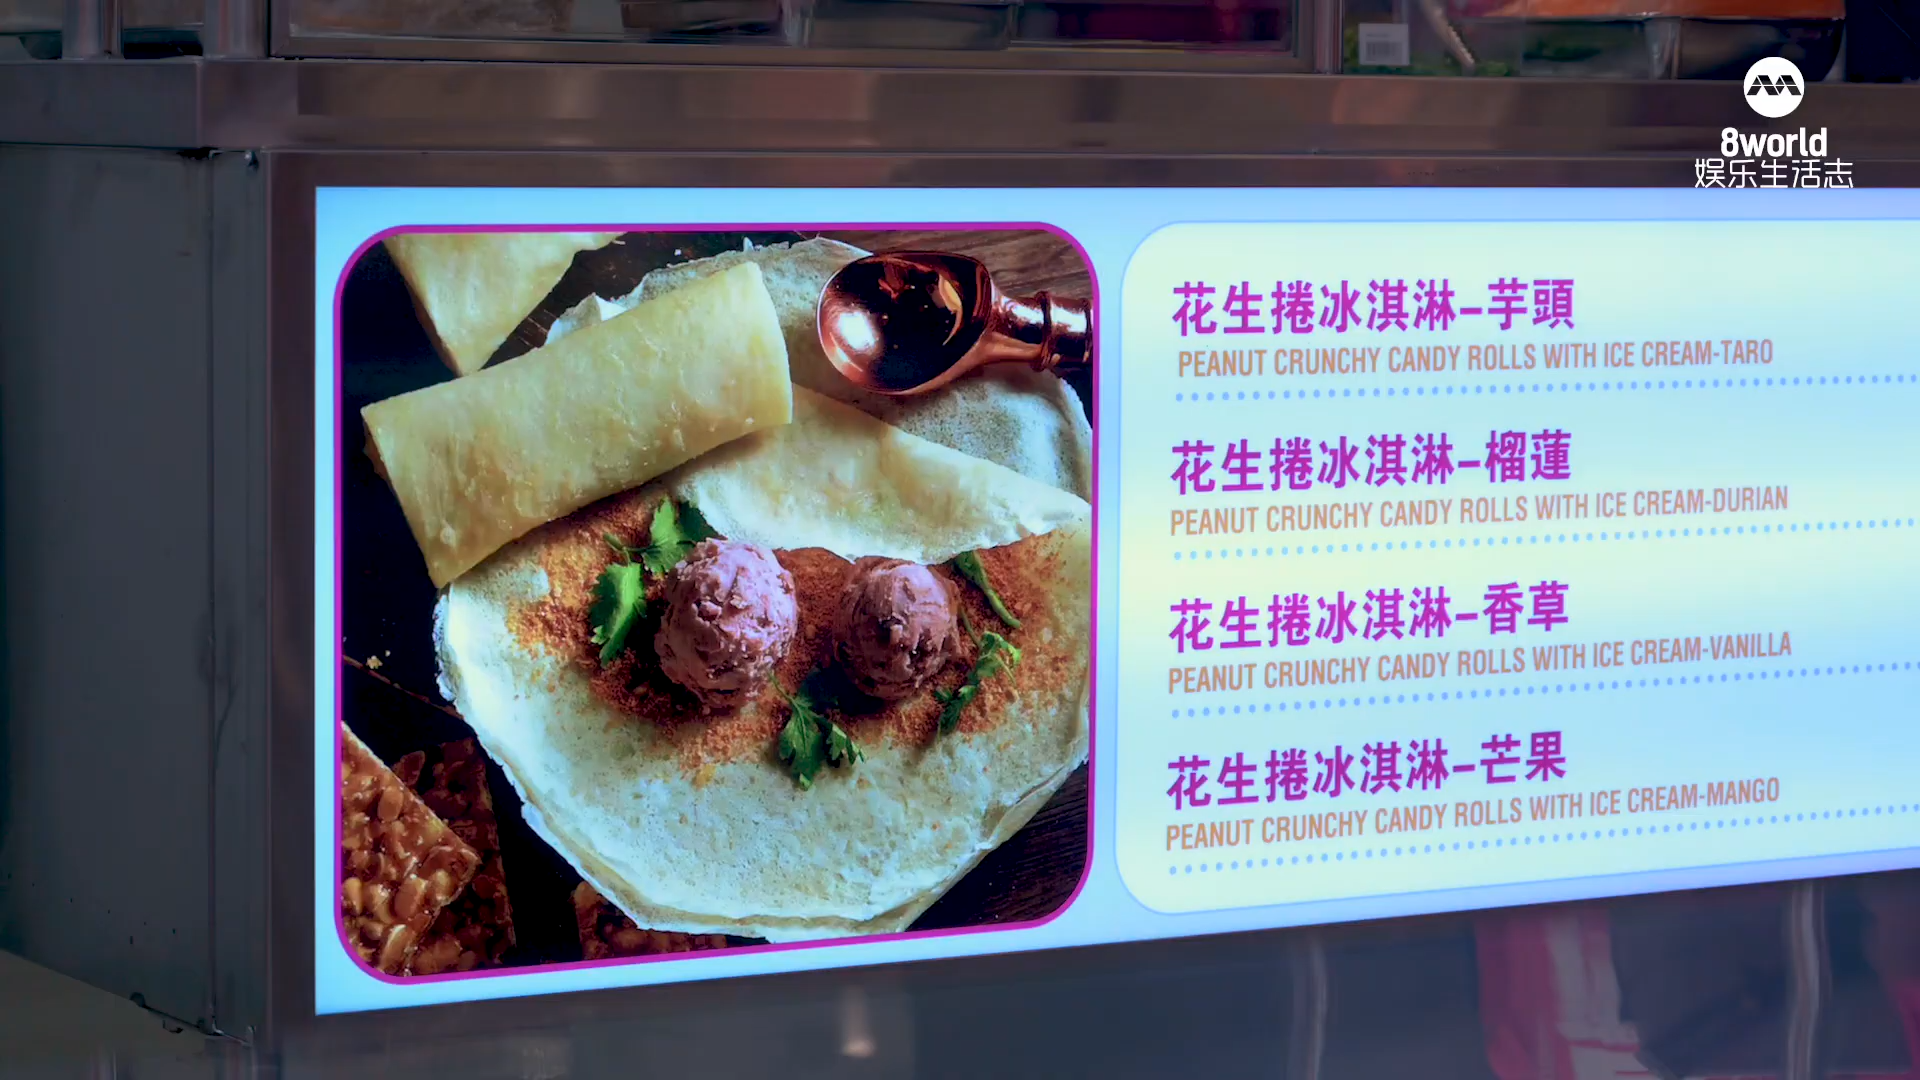 8world
娱乐生活志
花生捲冰淇淋-芋頭
PEANUT CRUNCHY CANDY ROLLS WITH ICE CREAM-TARO
花生捲冰淇淋-榴蓮
PEANUT CRUNCHY CANDY ROLLS WITH ICE CREAM-DURIAN
花生捲冰淇淋-香草
PEANUT CRUNCHY CANDY ROLLS WITH ICE CREAM-VANILLA
花生捲冰淇淋-芒果
PEANUT CRUNCHY CANDY ROLLS WITH ICE CREAM-MANGO